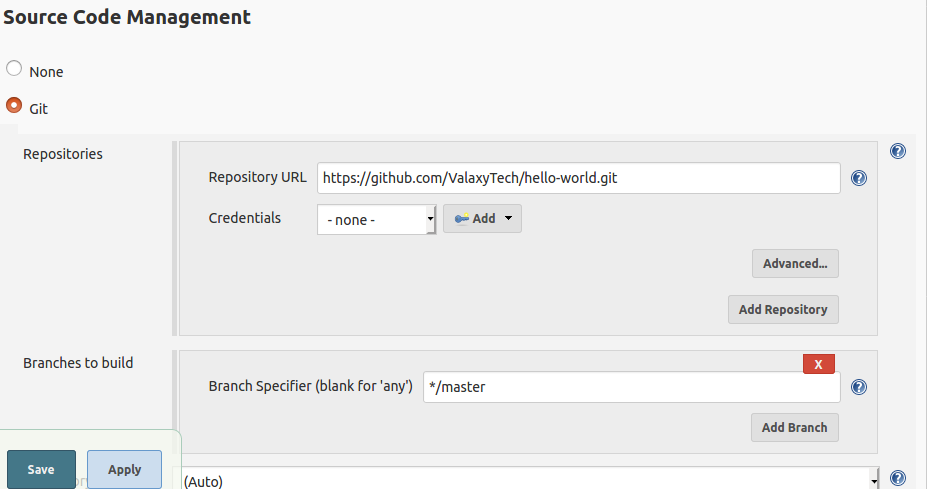 Source Code Management
None
Git
Repositories
Repository URL https://github.com/ValaxyTech/hello-world.git
Credentials - none - Add
Advanced...
Add Repository
Branches to build
X
Branch Specifier (blank for 'any') */master
Add Branch
Save Apply
(Auto)